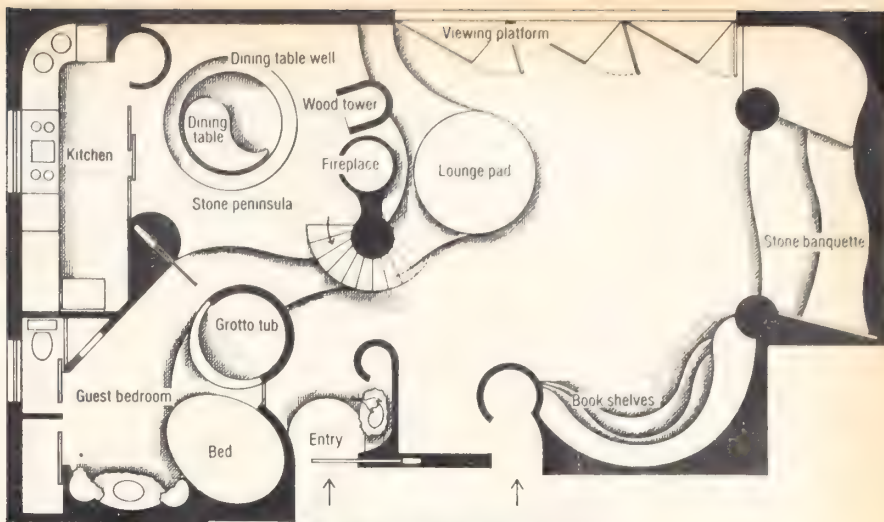 Viewing platform
Dining table well
Wood tower
Dining
table
Kitchen
Fireplace
Lounge pad
Stone peninsula
Stone banquette
Grotto tub
Guest bedroom
Book shelves
Bed
Entry